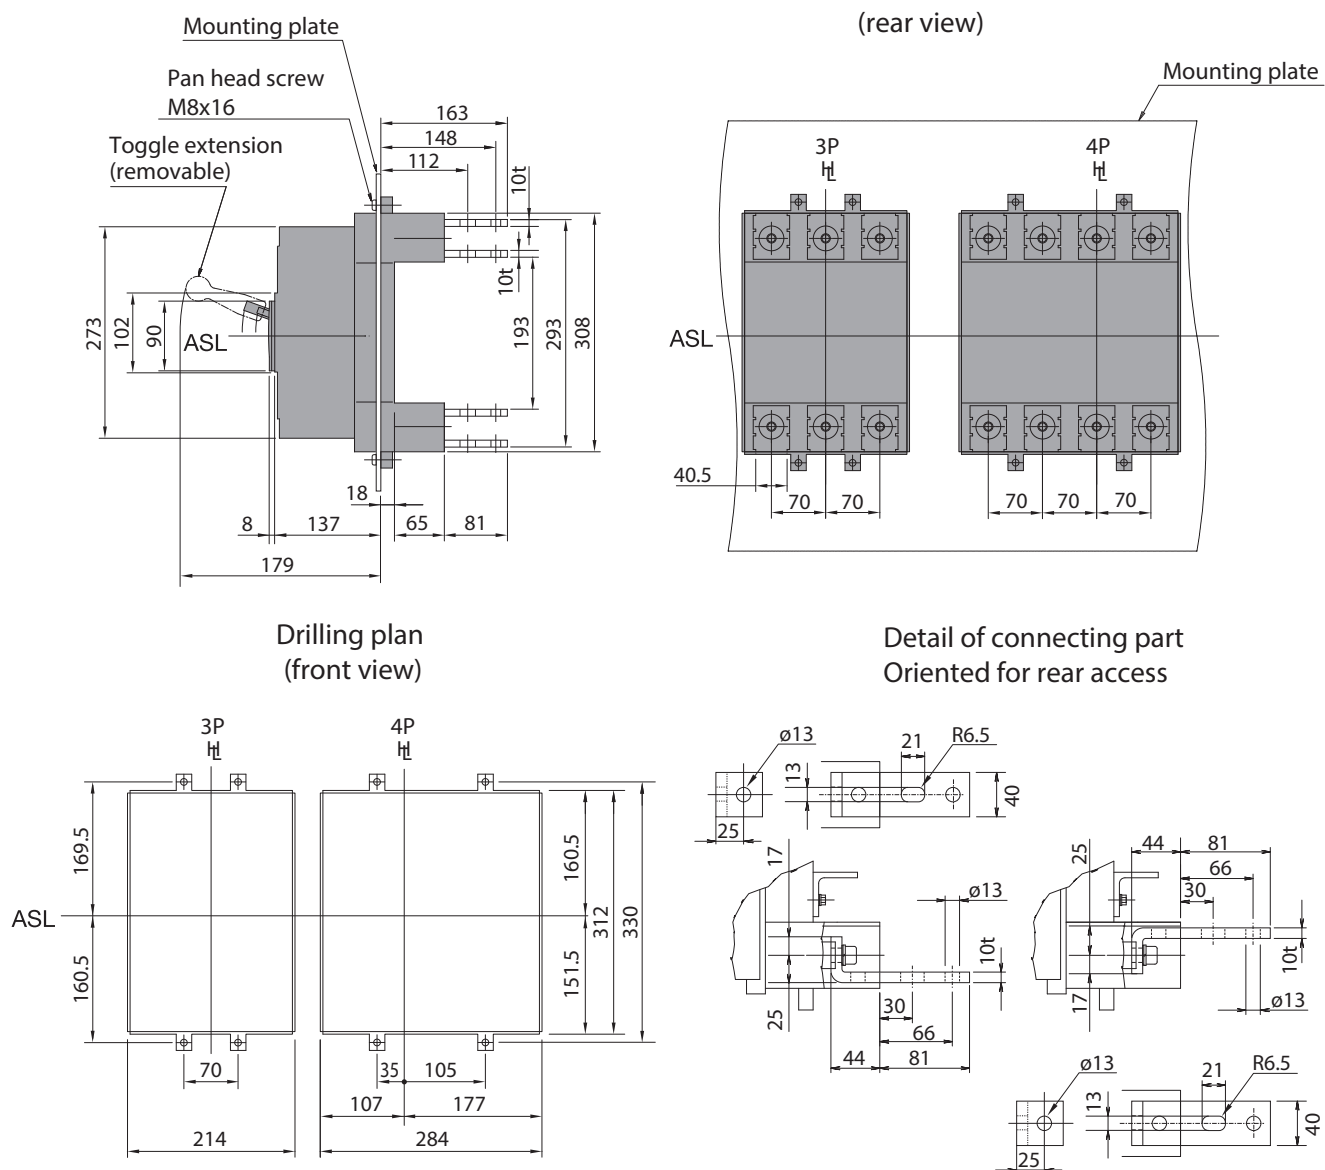 Mounting plate
Pan head screw
M8x16
Toggle extension
(removable)
163
148
112
10t
10t
273
102
90
ASL
193
293
308
18
8
137
65
81
179
(rear view)
Mounting plate
3P
HL
4P
HL
ASL
40.5
70
70
70
70
70
Drilling plan
(front view)
3P
HL
4P
HL
169.5
160.5
ASL
160.5
151.5
312
330
70
35
105
107
177
214
284
Detail of connecting part
Oriented for rear access
ø13
21
R6.5
13
40
25
17
25
ø13
10t
30
66
44
81
44
81
66
30
25
17
10t
ø13
ø13
21
R6.5
13
40
25